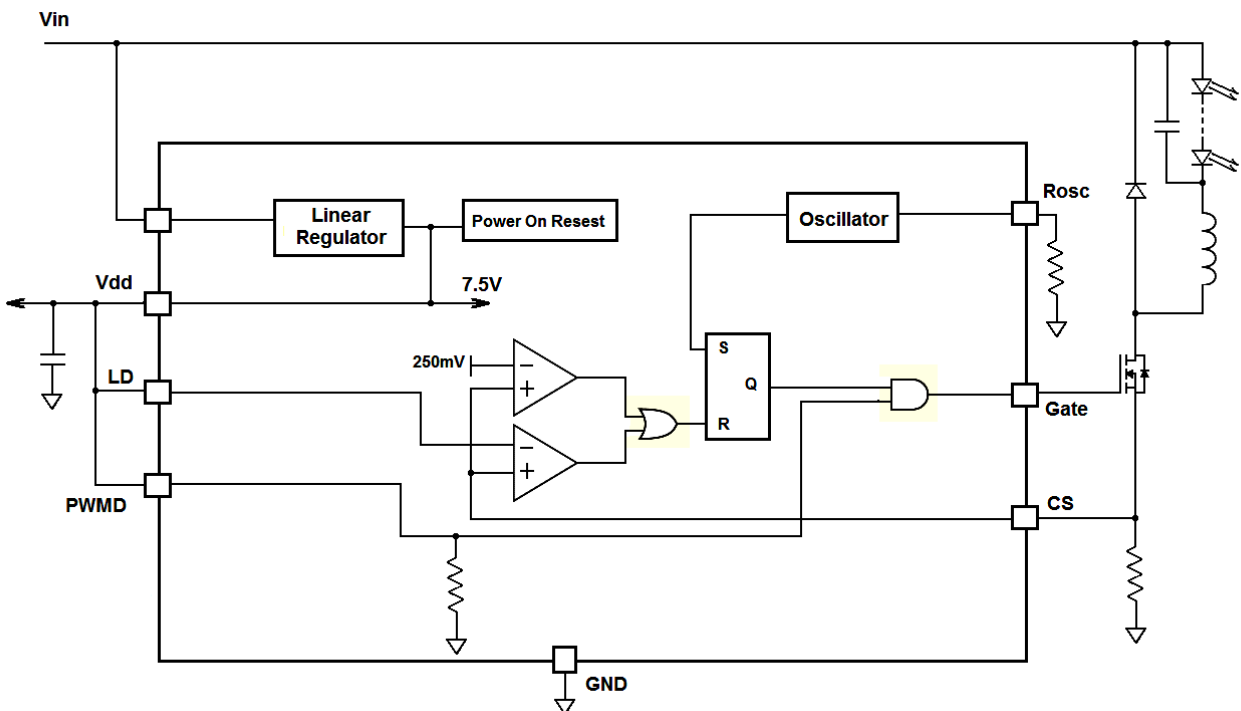 Vin
Rosc
Linear
Regulator
Power On Resest
Oscillator
Vdd
7.5V
250mV
−
+
S
LD
Q
Gate
R
−
+
PWMD
CS
GND